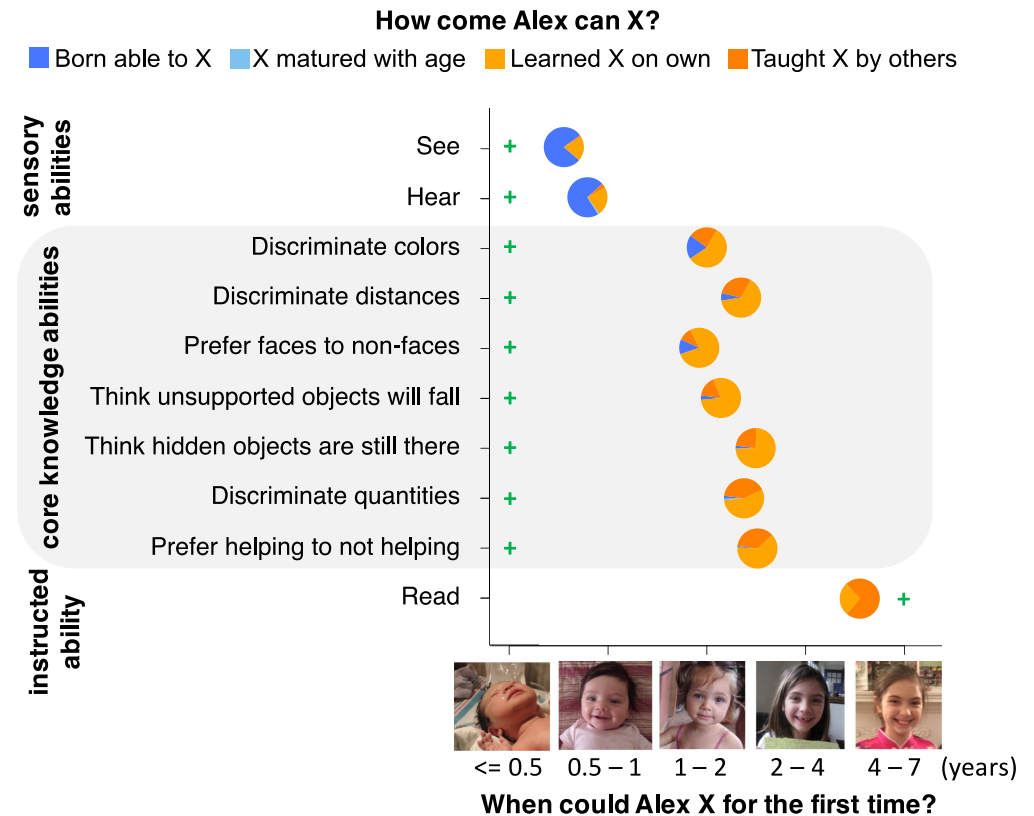 How come Alex can X?
Born able to X
X matured with age
Learned X on own
Taught X by others
sensory
abilities
See
Hear
core knowledge abilities
Discriminate colors
Discriminate distances
Prefer faces to non-faces
Think unsupported objects will fall
Think hidden objects are still there
Discriminate quantities
Prefer helping to not helping
instructed
ability
Read
<= 0.5
0.5 – 1
1 – 2
2 – 4
4 – 7
(years)
When could Alex X for the first time?